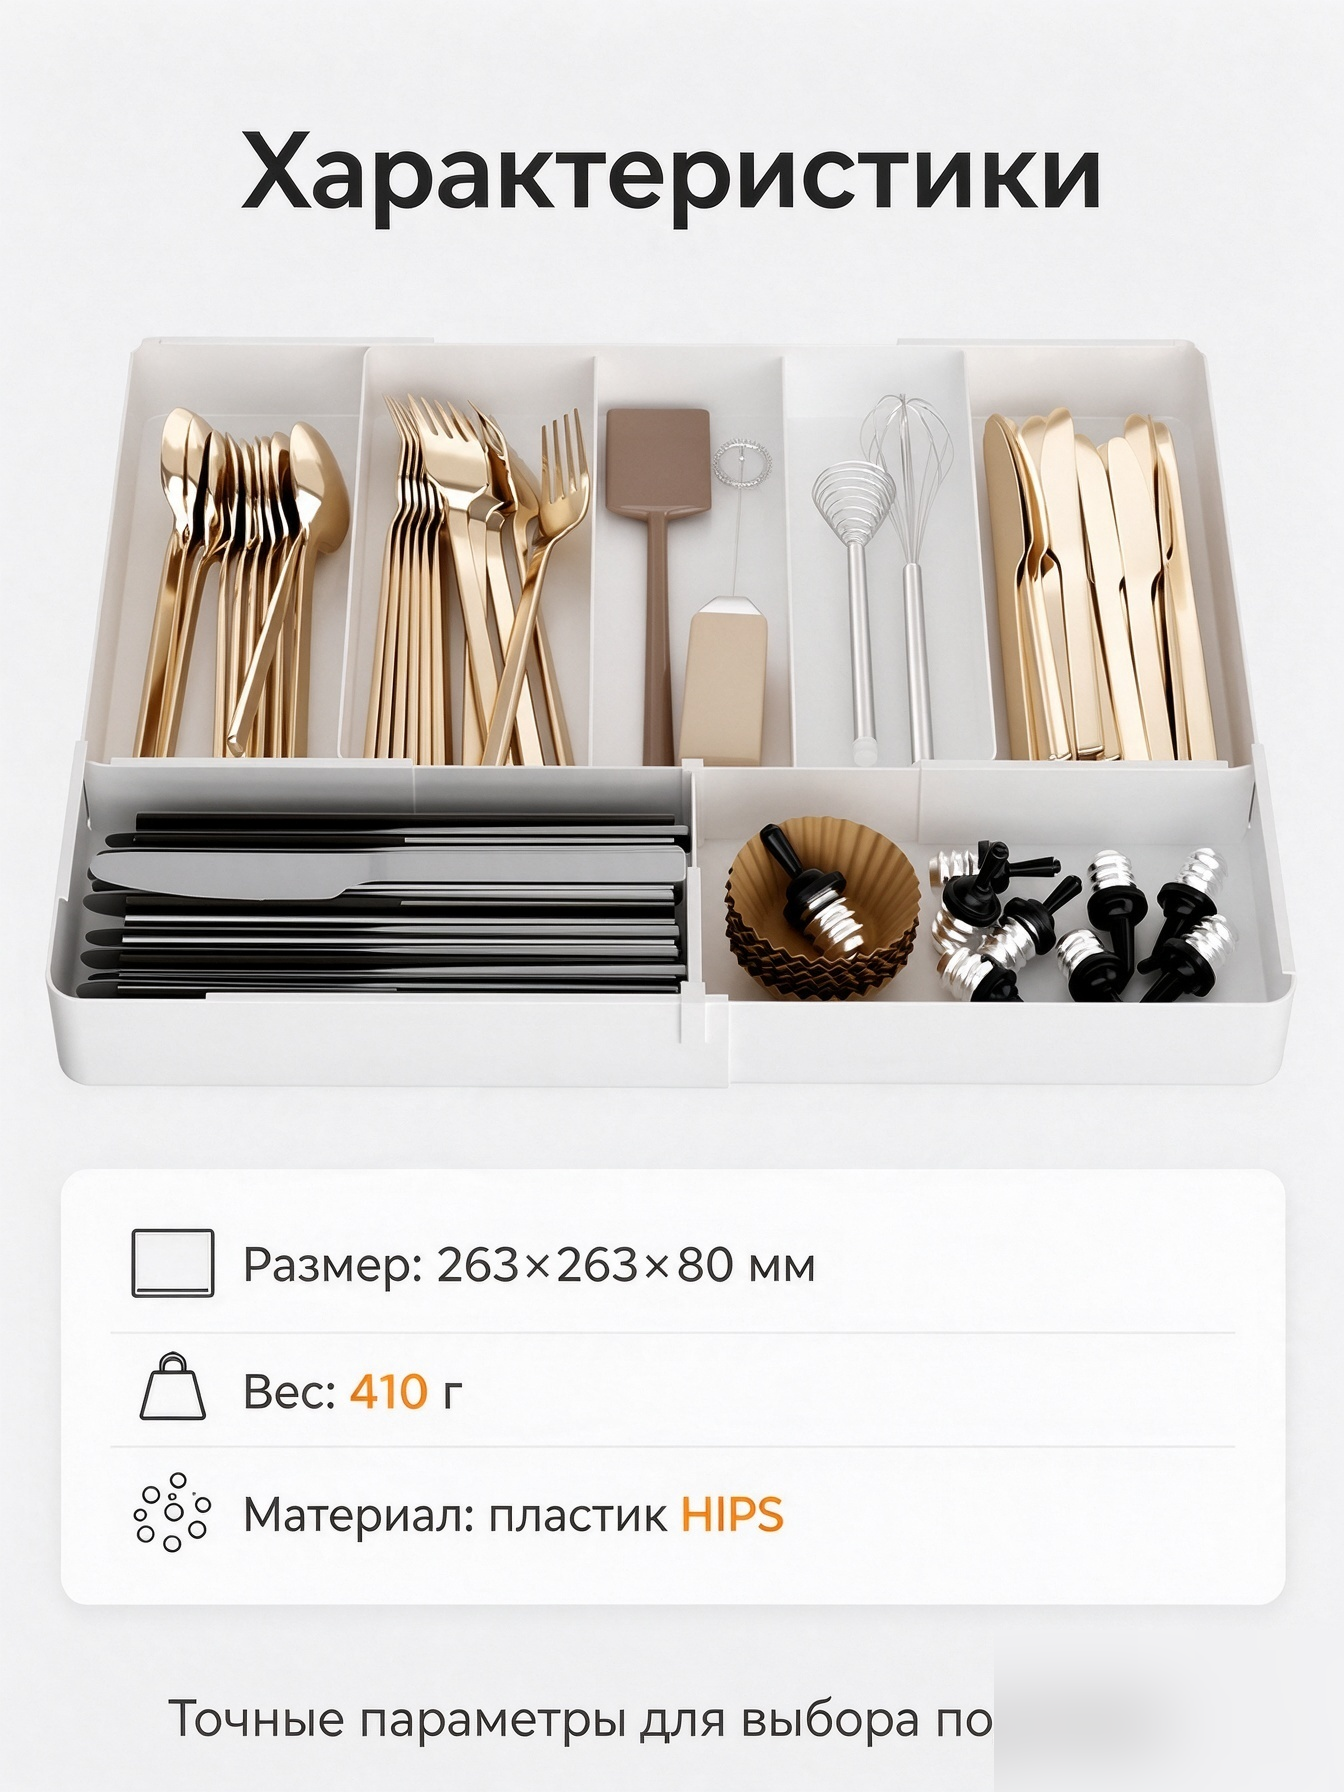 Характеристики
Размер: 263×263×80 мм
Вес: 410 г
Материал: пластик HIPS
Точные параметры для выбора по